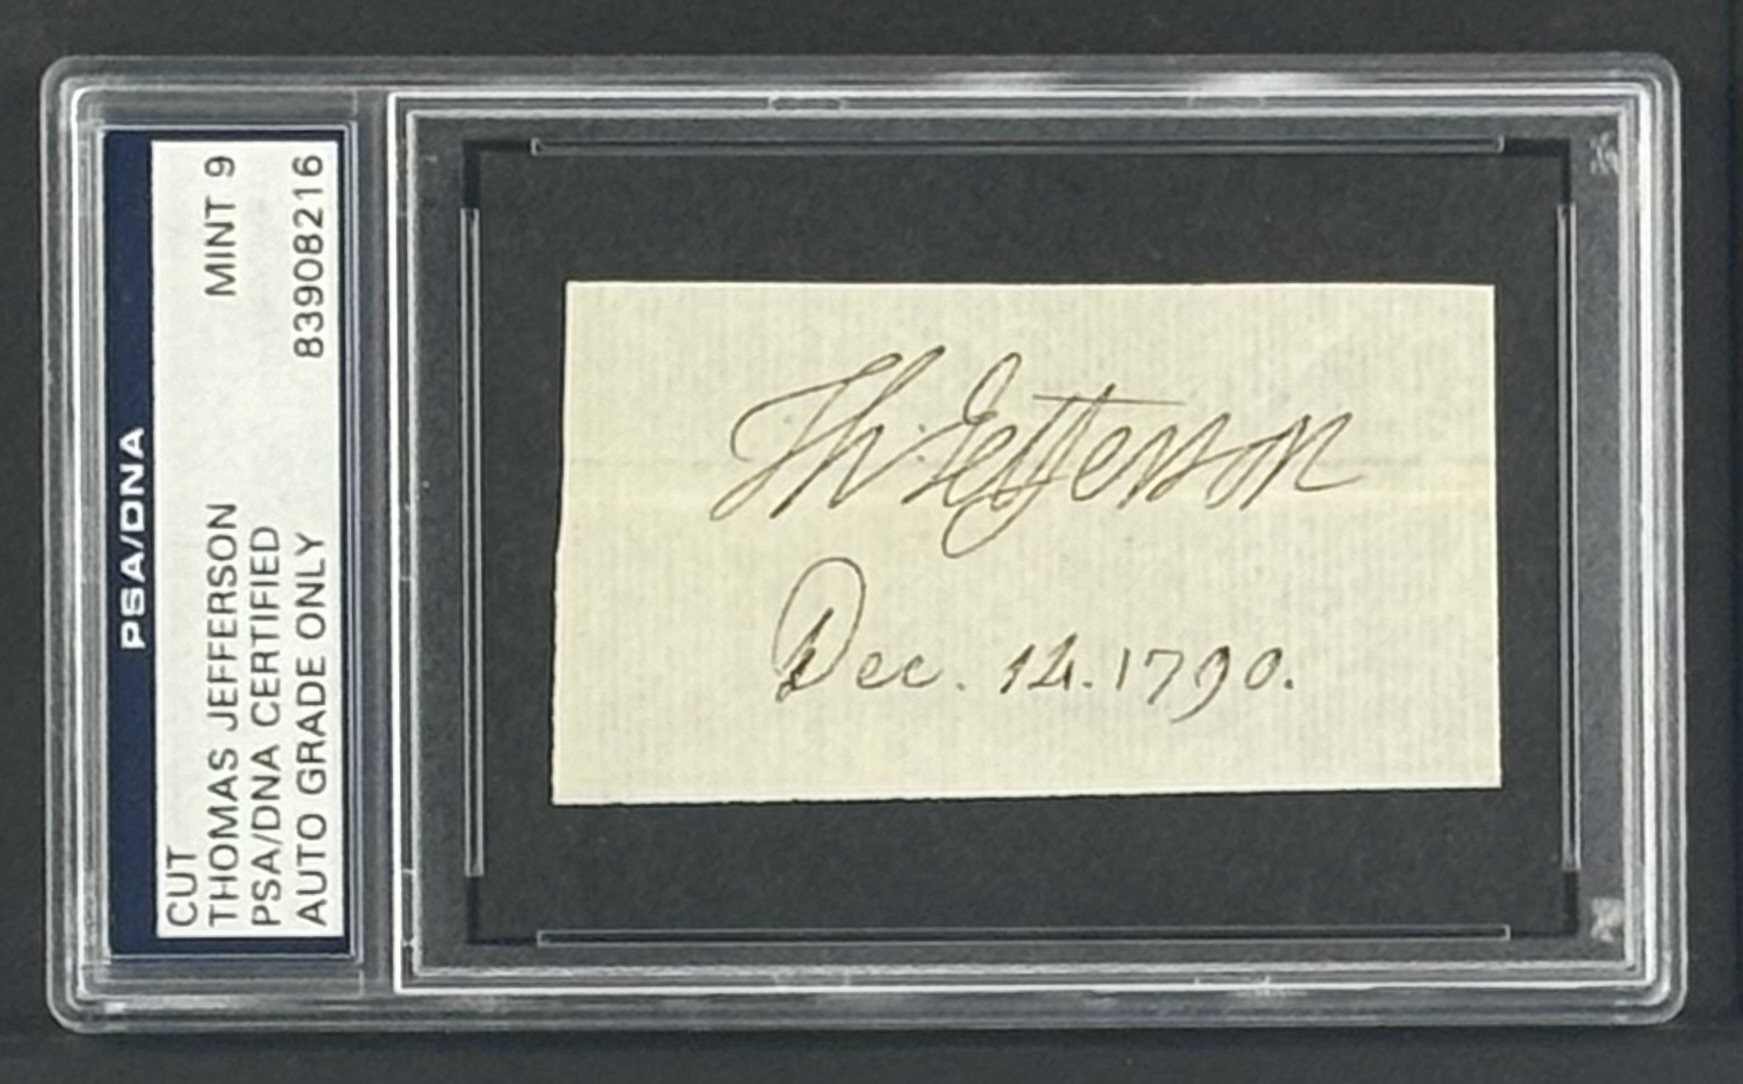 PSA/DNA
CUT
THOMAS JEFFERSON MINT 9
PSA/DNA CERTIFIED
AUTO GRADE ONLY 83908216
Th: Jefferson
Dec. 14. 1790.